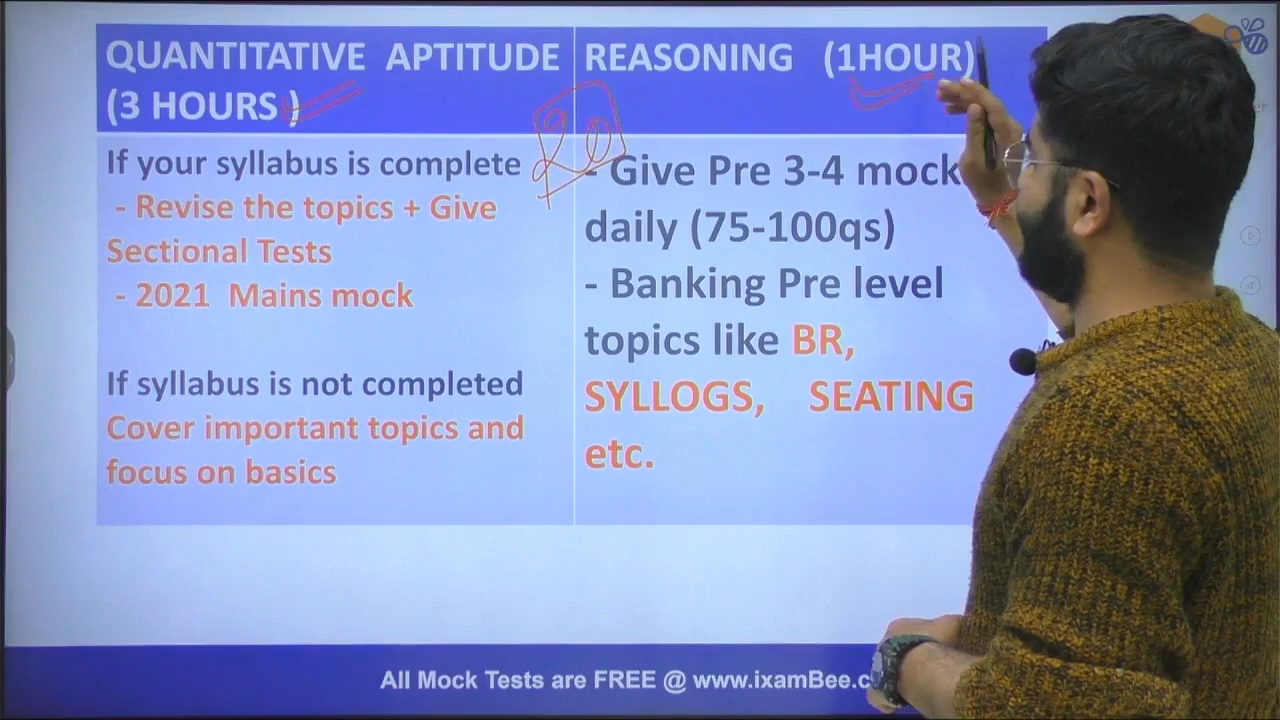 QUANTITATIVE APTITUDE
(3 HOURS )
If your syllabus is complete
- Revise the topics + Give
Sectional Tests
- 2021 Mains mock
If syllabus is not completed
Cover important topics and
focus on basics
REASONING (1HOUR)
- Give Pre 3-4 mock
daily (75-100qs)
- Banking Pre level
topics like BR,
SYLLOGS, SEATING
etc.
All Mock Tests are FREE @ www.ixamBee.c